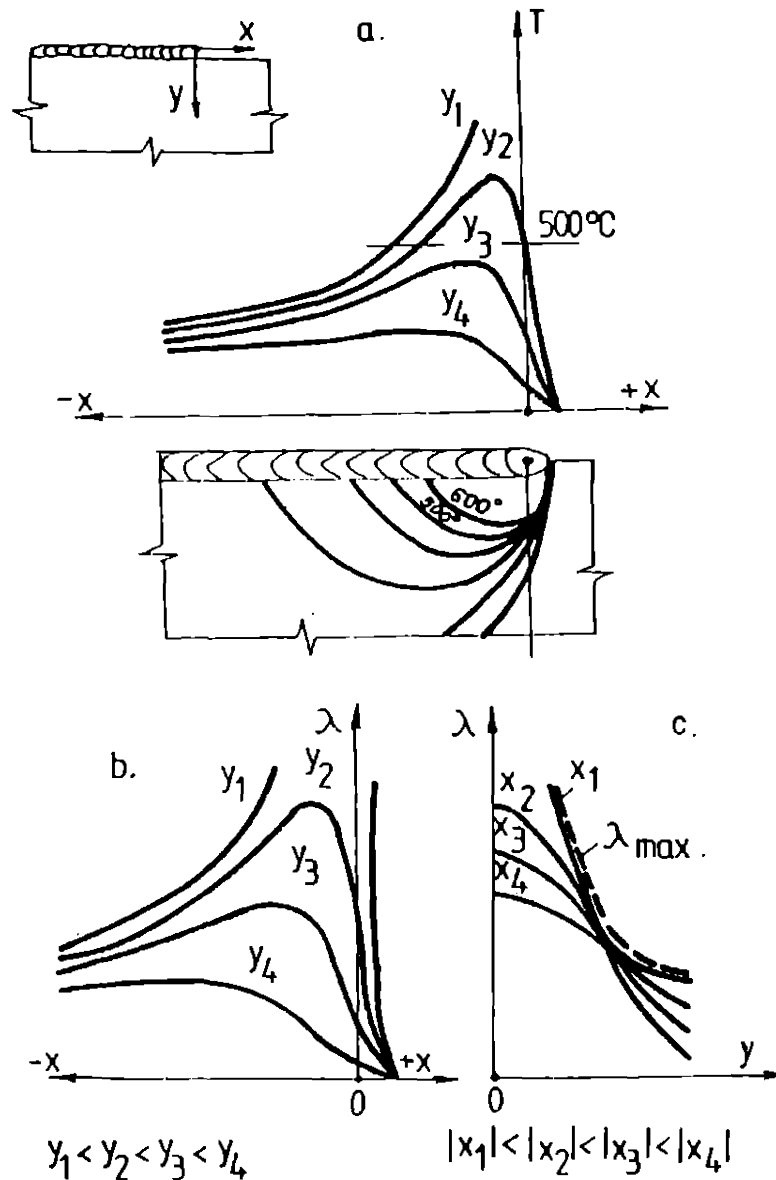 a.
T
x
y
y1
y2
500°C
y3
y4
-x
+x
600°
b.
λ
λ
c.
y1
y2
x1
x2
x3
λmax.
y3
x4
y4
-x
+x
y
0
0
y1 < y2 < y3 < y4
|x1| < |x2| < |x3| < |x4|